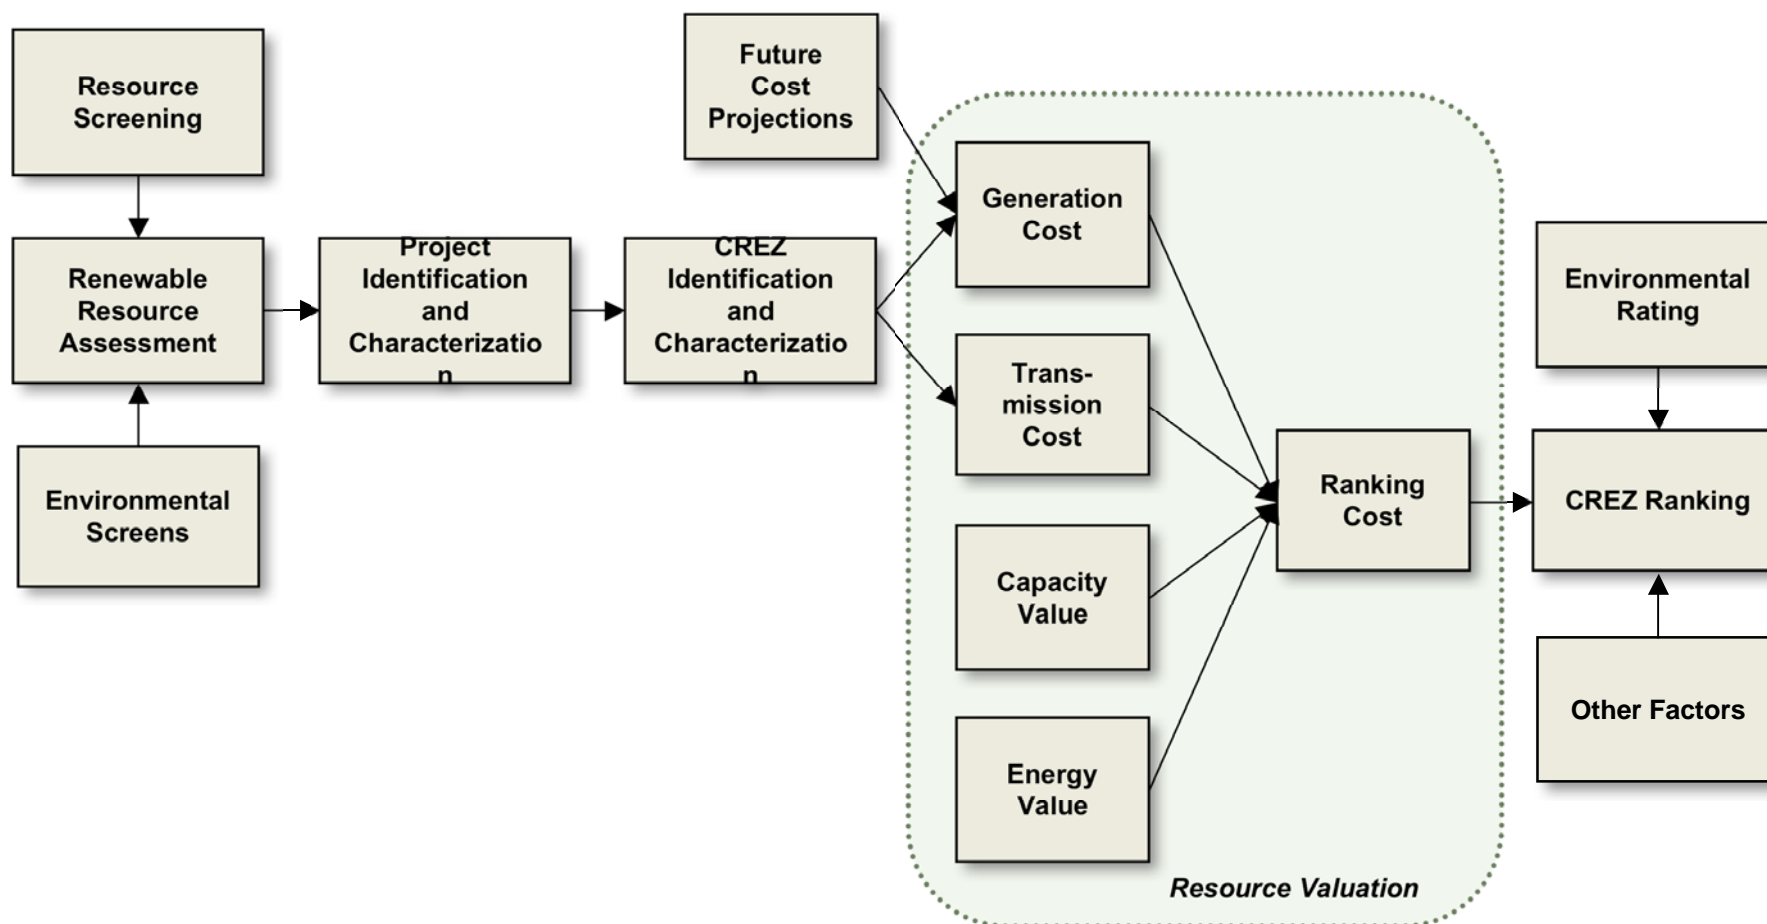 Resource
Screening
Future
Cost
Projections
Generation
Cost
Renewable
Resource
Assessment
Project
Identification
and
Characterizatio
n
CREZ
Identification
and
Characterizatio
n
Environmental
Rating
Trans-
mission
Cost
Environmental
Screens
Ranking
Cost
CREZ Ranking
Capacity
Value
Other Factors
Energy
Value
Resource Valuation